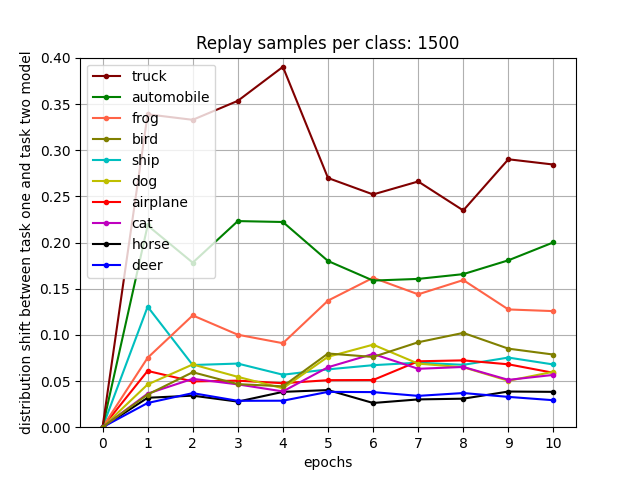 Replay samples per class: 1500
distribution shift between task one and task two model
0.40
0.35
0.30
0.25
0.20
0.15
0.10
0.05
0.00
truck
automobile
frog
bird
ship
dog
airplane
cat
horse
deer
0 1 2 3 4 5 6 7 8 9 10
epochs